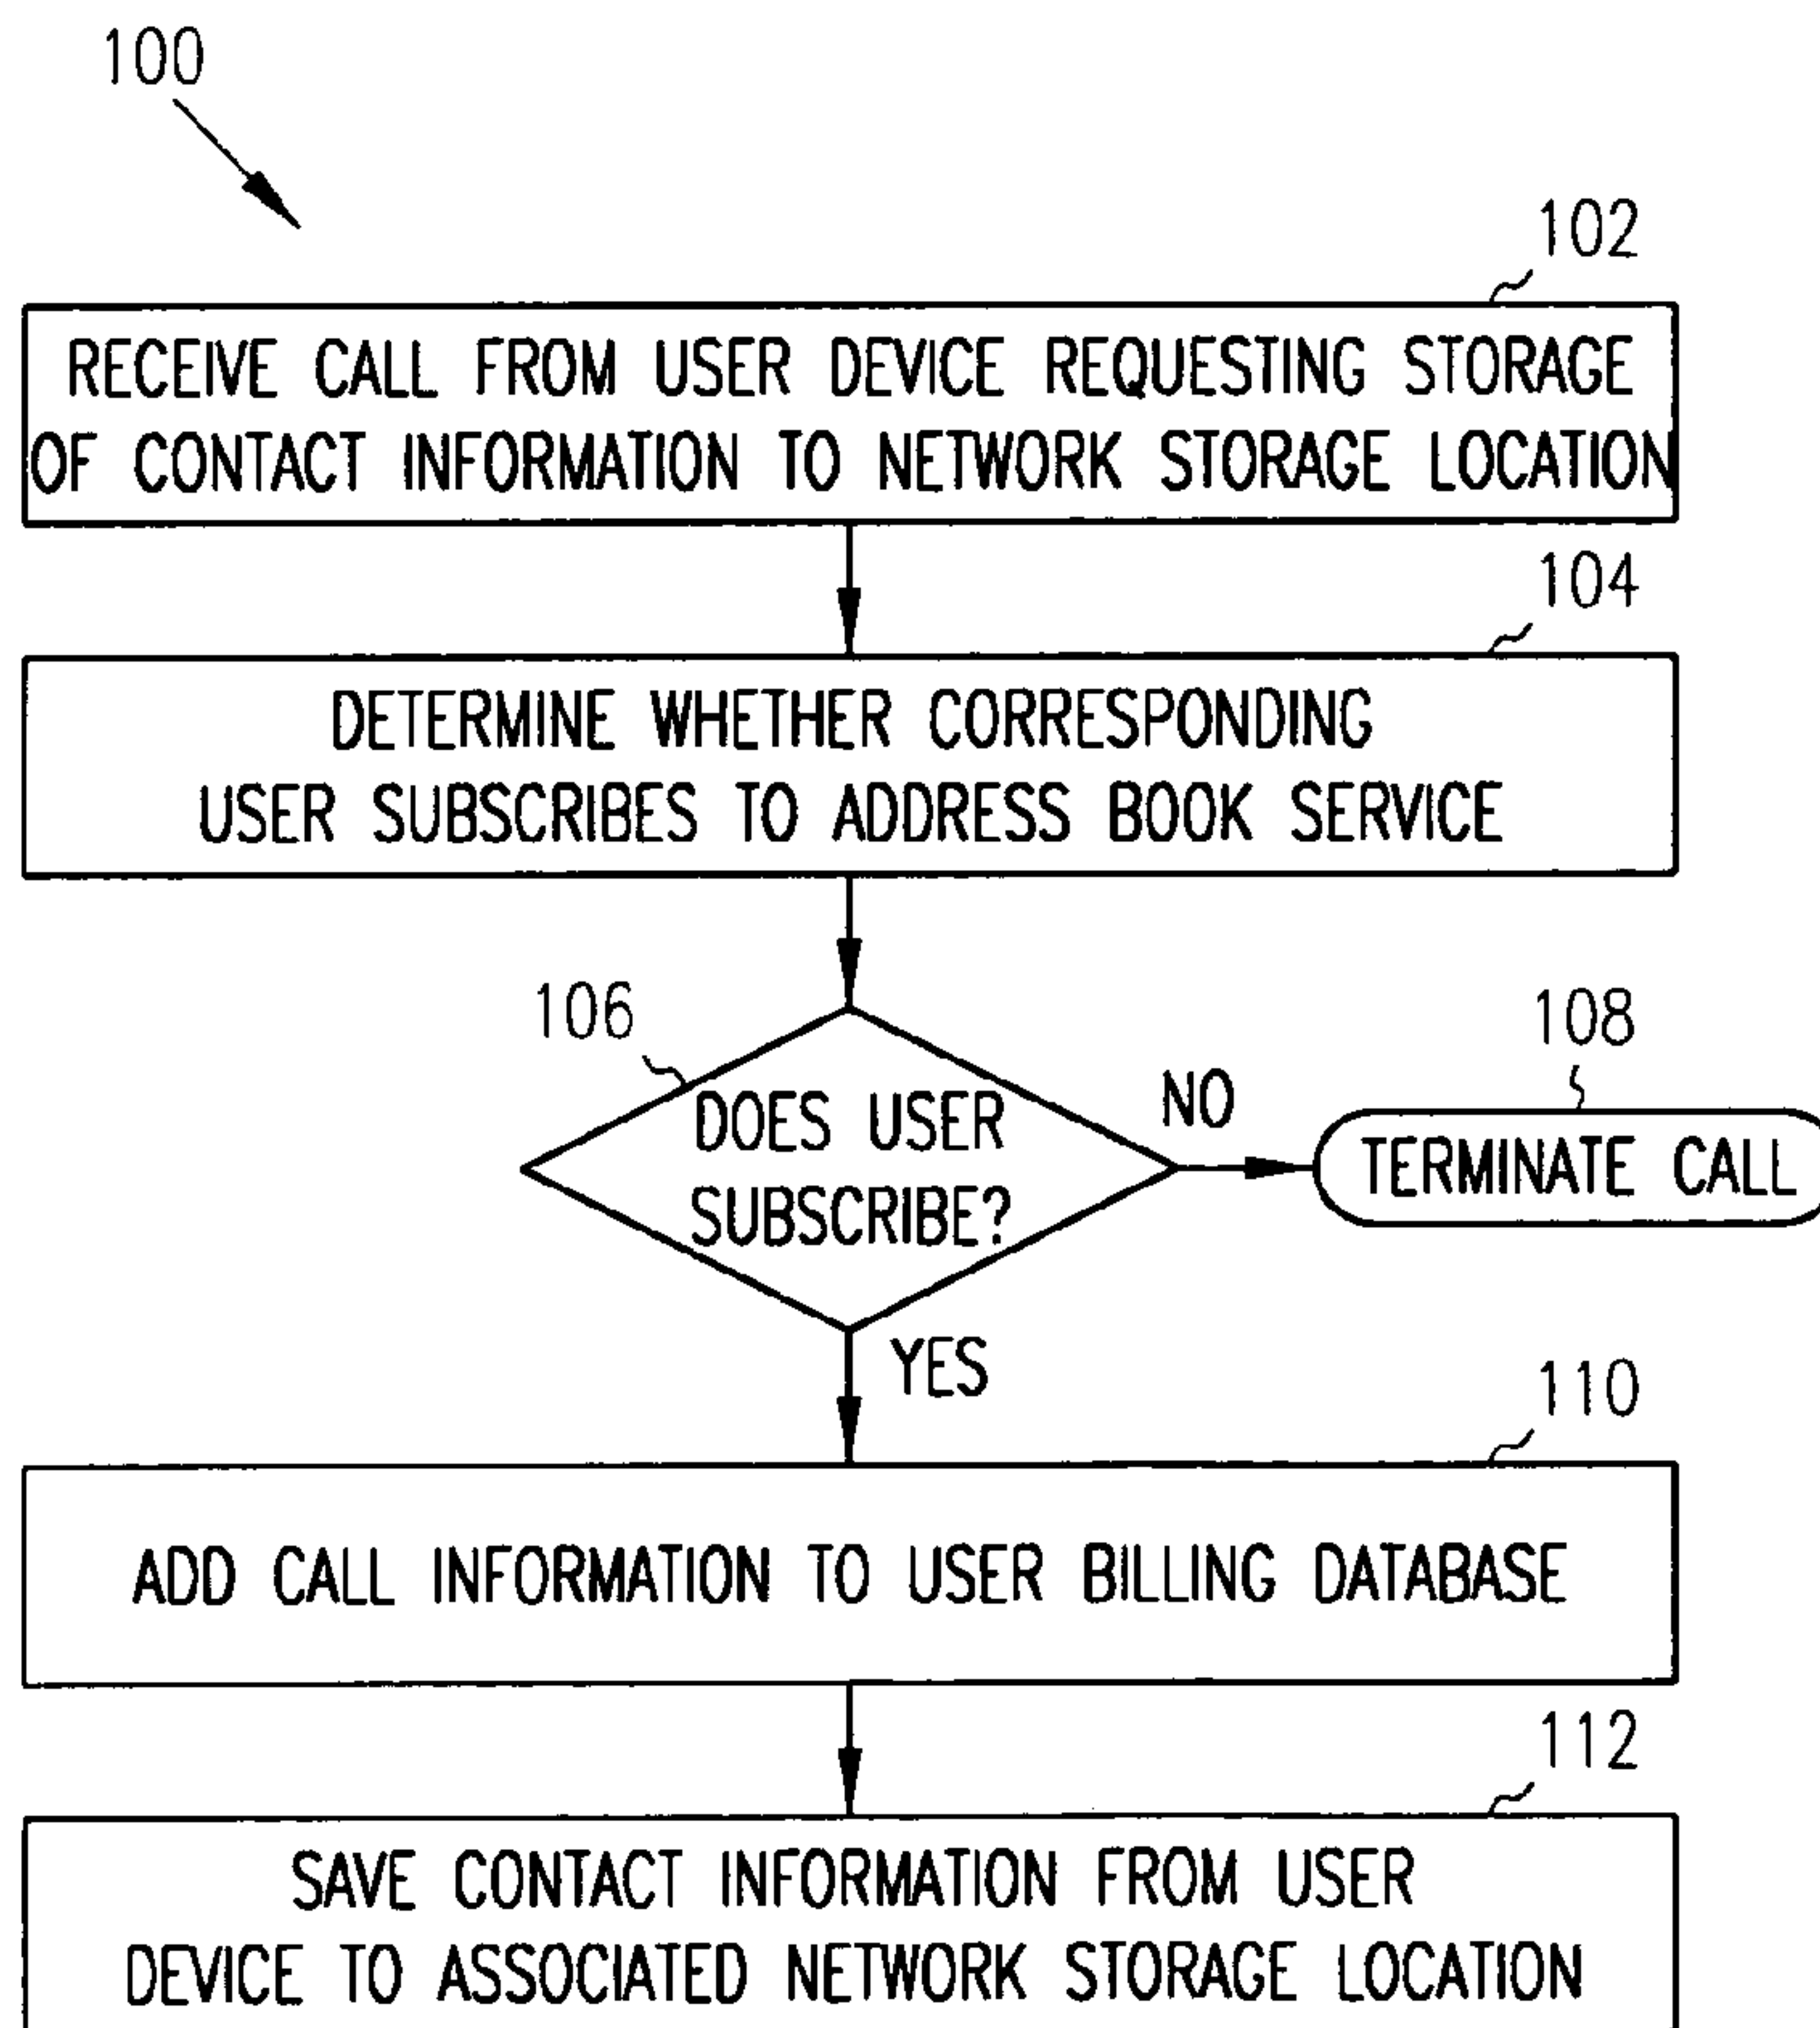 100
102
RECEIVE CALL FROM USER DEVICE REQUESTING STORAGE
OF CONTACT INFORMATION TO NETWORK STORAGE LOCATION
104
DETERMINE WHETHER CORRESPONDING
USER SUBSCRIBES TO ADDRESS BOOK SERVICE
106
108
DOES USER
SUBSCRIBE?
NO
TERMINATE CALL
YES
110
ADD CALL INFORMATION TO USER BILLING DATABASE
112
SAVE CONTACT INFORMATION FROM USER
DEVICE TO ASSOCIATED NETWORK STORAGE LOCATION